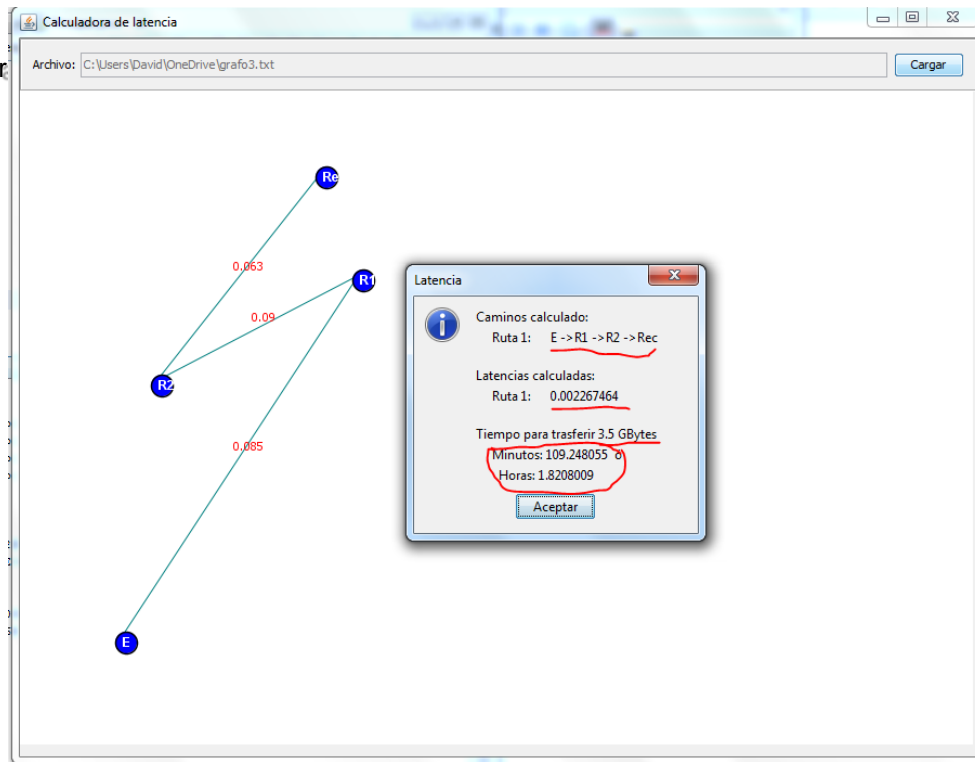 Calculadora de latencia
Archivo: C:\Users\David\OneDrive\grafo3.txt Cargar
Re
0.063
R1
0.09
R2
0.085
E
Latencia
Caminos calculado:
Ruta 1: E ->R1 ->R2 ->Rec
Latencias calculadas:
Ruta 1: 0.002267464
Tiempo para trasferir 3.5 GBytes
Minutos: 109.248055 ó
Horas: 1.8208009
Aceptar